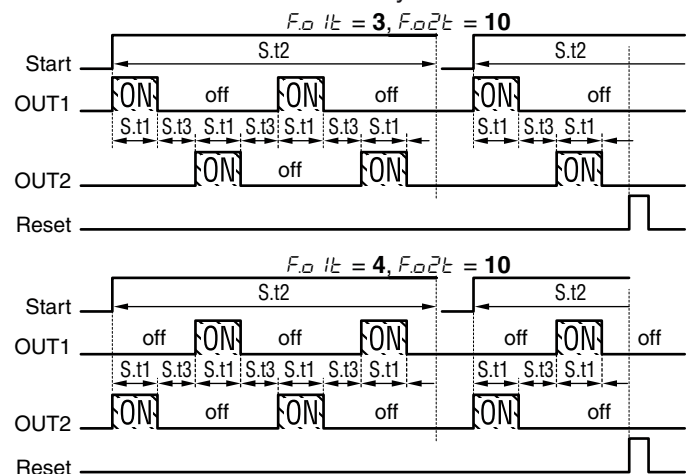 F.o 1t = 3, F.o2t = 10
S.t2 S.t2
Start
ON off ON off ON off
OUT1
S.t1 S.t3 S.t1 S.t3 S.t1 S.t3 S.t1 S.t1 S.t3 S.t1
ON off ON ON
OUT2
Reset
F.o 1t = 4, F.o2t = 10
S.t2 S.t2
Start
off ON off ON off ON off
OUT1
S.t1 S.t3 S.t1 S.t3 S.t1 S.t3 S.t1 S.t1 S.t3 S.t1
ON off ON off ON off
OUT2
Reset